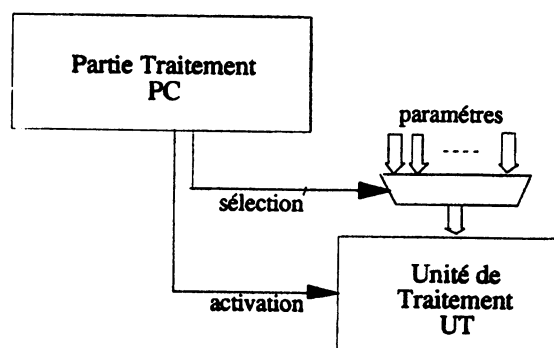 Partie Traitement
PC
paramétres
sélection
activation
Unité de
Traitement
UT